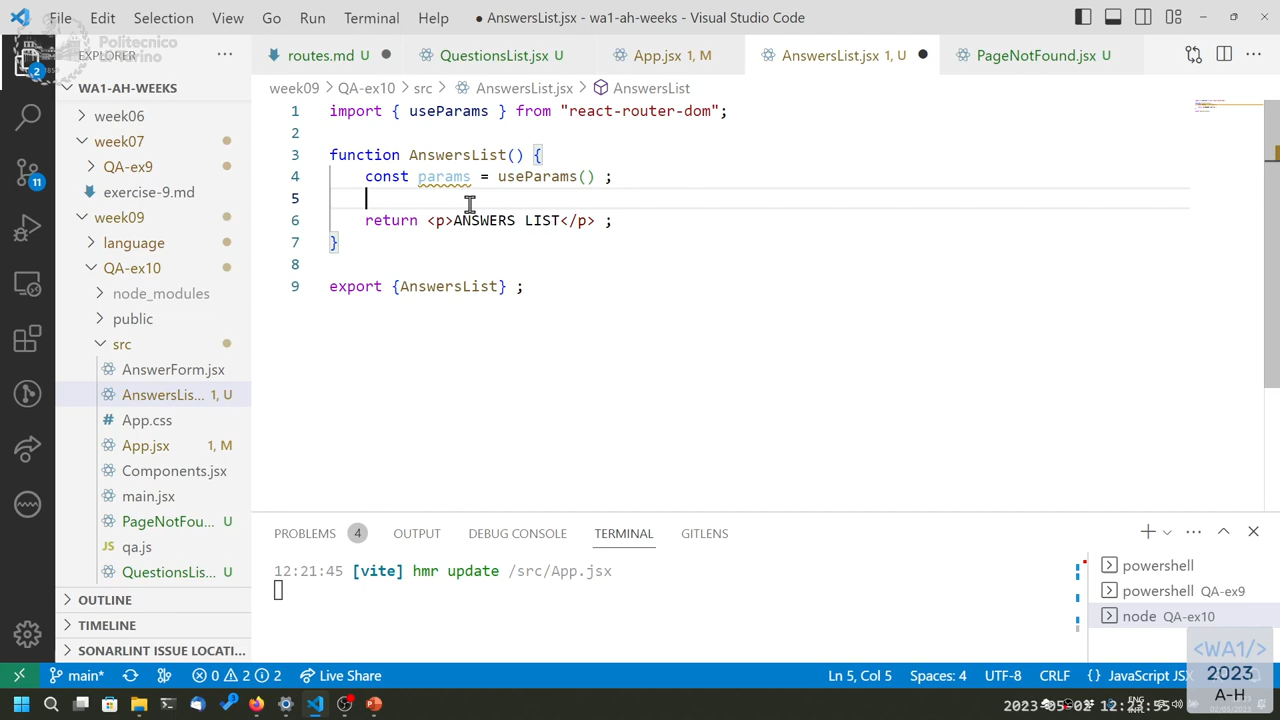 File Edit Selection View Go Run Terminal Help
● AnswersList.jsx - wa1-ah-weeks - Visual Studio Code
Politecnico
EXPLORER ...
routes.md U ●
QuestionsList.jsx U
App.jsx 1, M
AnswersList.jsx 1, U ●
PageNotFound.jsx U
...
2
WA1-AH-WEEKS
week09 > QA-ex10 > src > AnswersList.jsx > AnswersList
week06
week07
QA-ex9
exercise-9.md
week09
language
QA-ex10
node_modules
public
src
AnswerForm.jsx
AnswersLis... 1, U
App.css
App.jsx 1, M
Components.jsx
main.jsx
PageNotFou... U
JS qa.js
QuestionsLis... U
OUTLINE
TIMELINE
SONARLINT ISSUE LOCATI...
11
1 import { useParams } from "react-router-dom";
2
3 function AnswersList() {
4 const params = useParams() ;
5
6 return <p>ANSWERS LIST</p> ;
7 }
8
9 export {AnswersList} ;
PROBLEMS 4 OUTPUT DEBUG CONSOLE TERMINAL GITLENS
12:21:45 [vite] hmr update /src/App.jsx
powershell
powershell QA-ex9
node QA-ex10
<WA1/>
2023
A-H
main* 0 2 2 Live Share
Ln 5, Col 5 Spaces: 4 UTF-8 CRLF {} JavaScript JSX
ENG